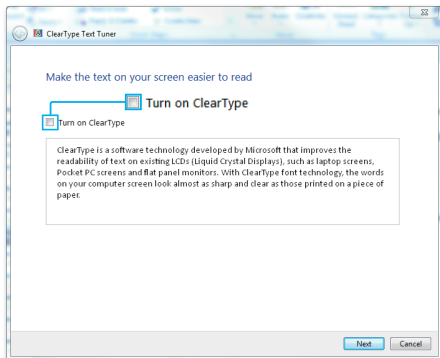 ClearType Text Tuner
Make the text on your screen easier to read
Turn on ClearType
Turn on ClearType
ClearType is a software technology developed by Microsoft that improves the
readability of text on existing LCDs (Liquid Crystal Displays), such as laptop screens,
Pocket PC screens and flat panel monitors. With ClearType font technology, the words
on your computer screen look almost as sharp and clear as those printed on a piece of
paper.
Next Cancel